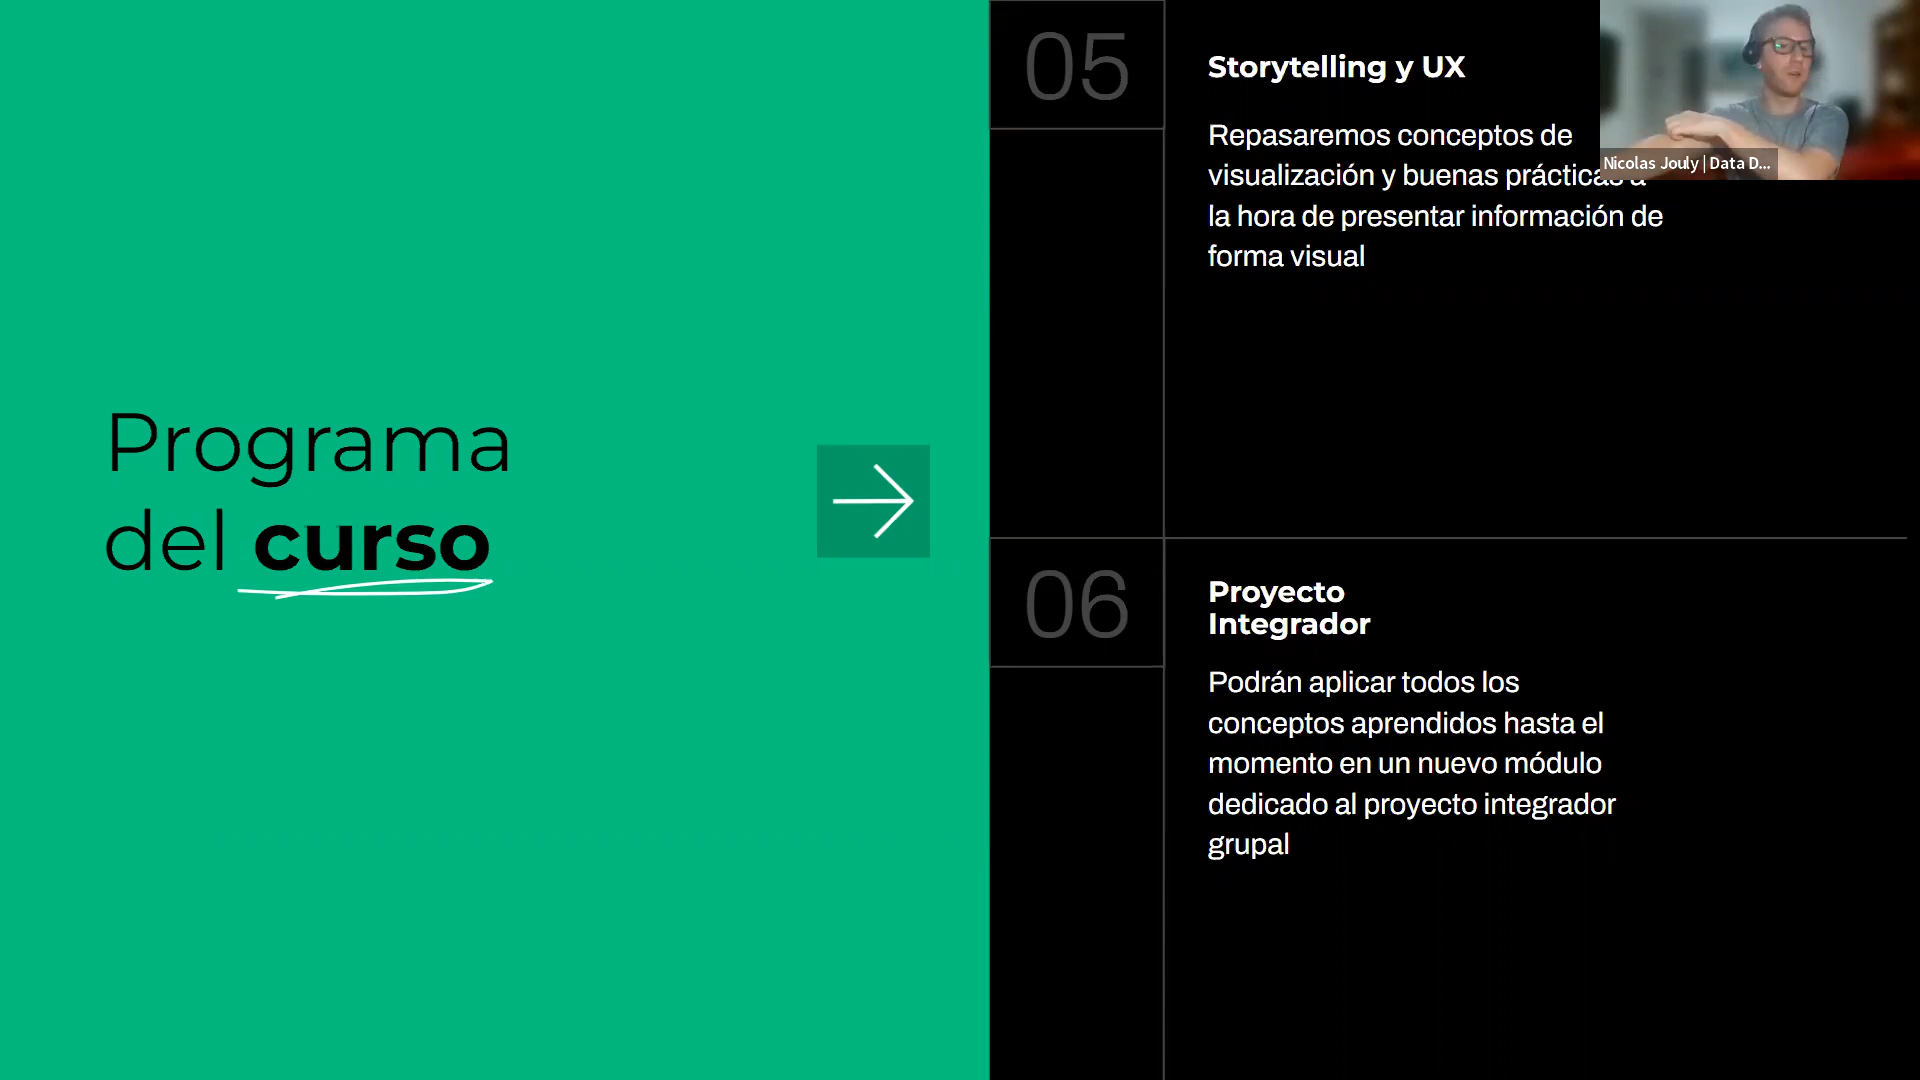 Programa
del curso
05
Storytelling y UX
Repasaremos conceptos de
visualización y buenas prácticas a
la hora de presentar información de
forma visual
06
Proyecto
Integrador
Podrán aplicar todos los
conceptos aprendidos hasta el
momento en un nuevo módulo
dedicado al proyecto integrador
grupal
Nicolas Jouly | Data D...